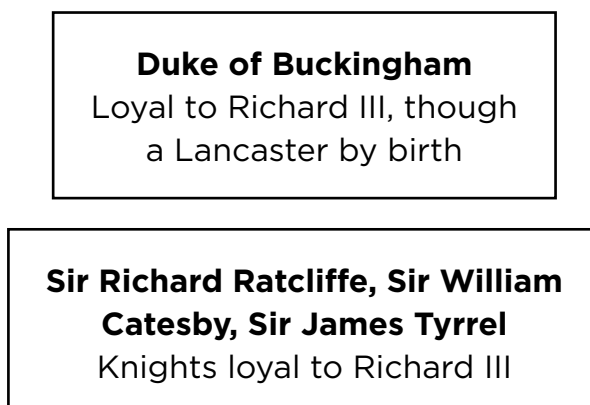 Duke of Buckingham
Loyal to Richard III, though
a Lancaster by birth
Sir Richard Ratcliffe, Sir William
Catesby, Sir James Tyrrel
Knights loyal to Richard III